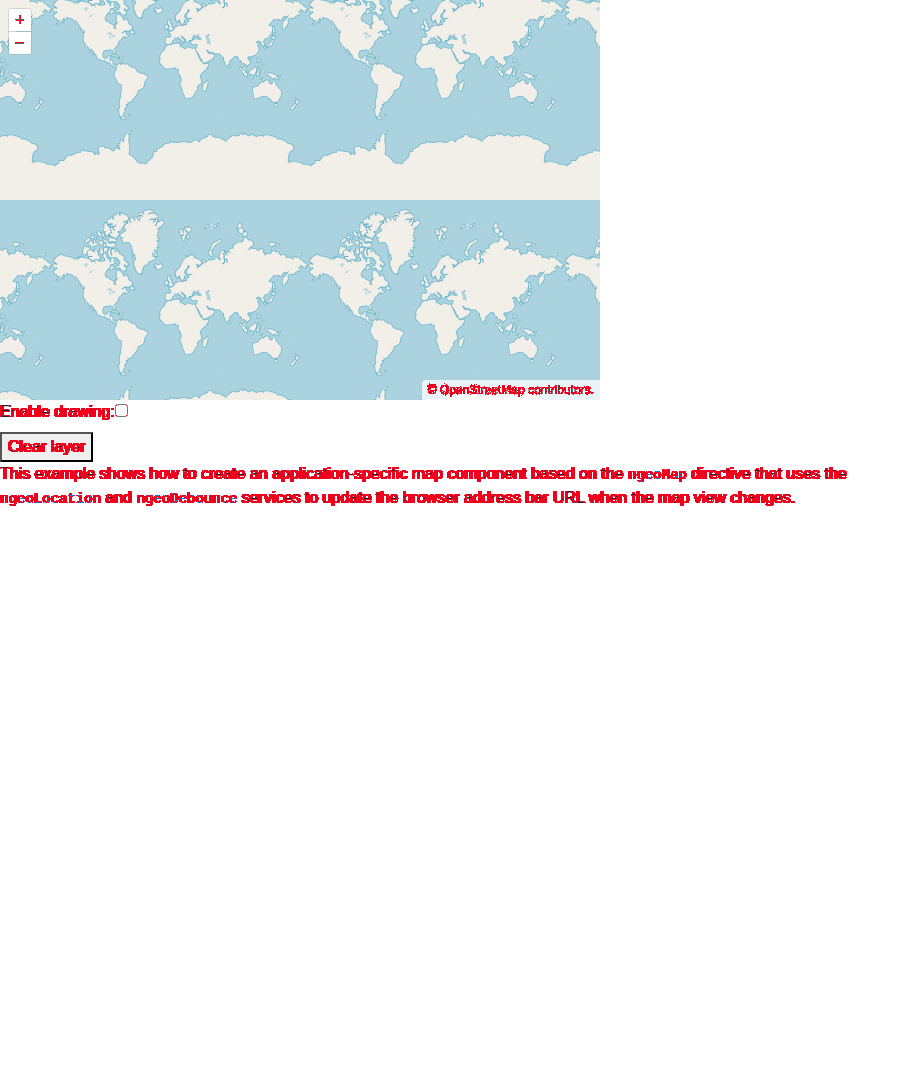 +
−
© OpenStreetMap contributors.
Enable drawing:
Clear layer
This example shows how to create an application-specific map component based on the ngeoMap directive that uses the
ngeoLocation and ngeoDebounce services to update the browser address bar URL when the map view changes.